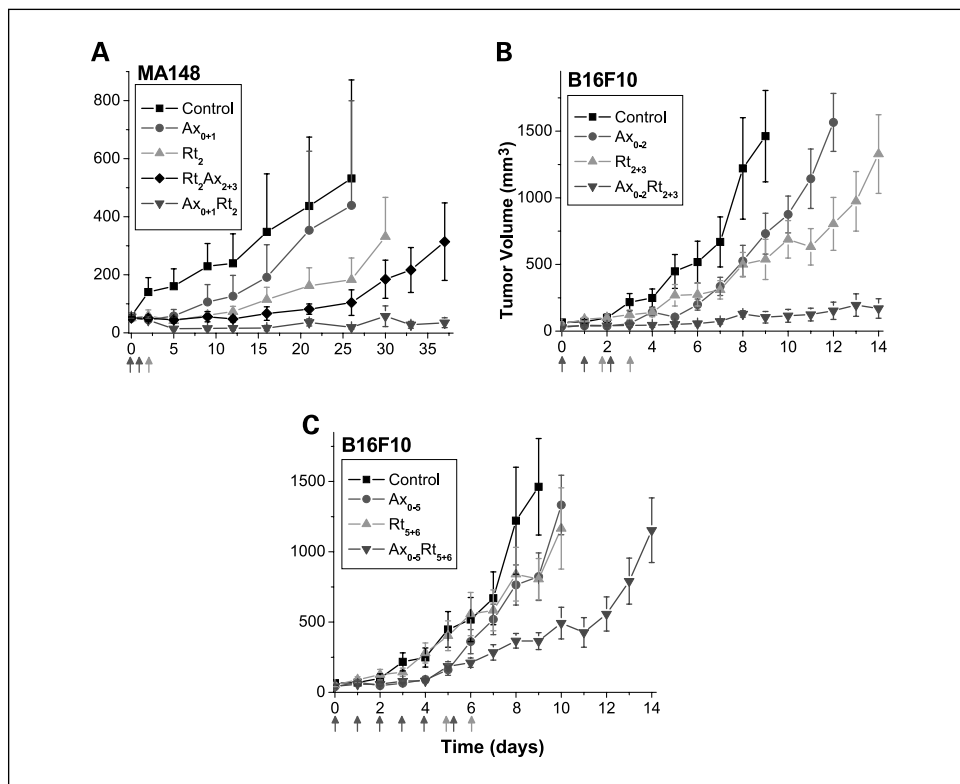 A
MA148
Control
Ax0+1
Rt2
Rt2Ax2+3
Ax0+1Rt2
800
600
400
200
0
0 5 10 15 20 25 30 35
B
B16F10
Control
Ax0-2
Rt2+3
Ax0-2Rt2+3
Tumor Volume (mm3)
1500
1000
500
0
0 2 4 6 8 10 12 14
C
B16F10
Control
Ax0-5
Rt5+6
Ax0-5Rt5+6
1500
1000
500
0
0 2 4 6 8 10 12 14
Time (days)